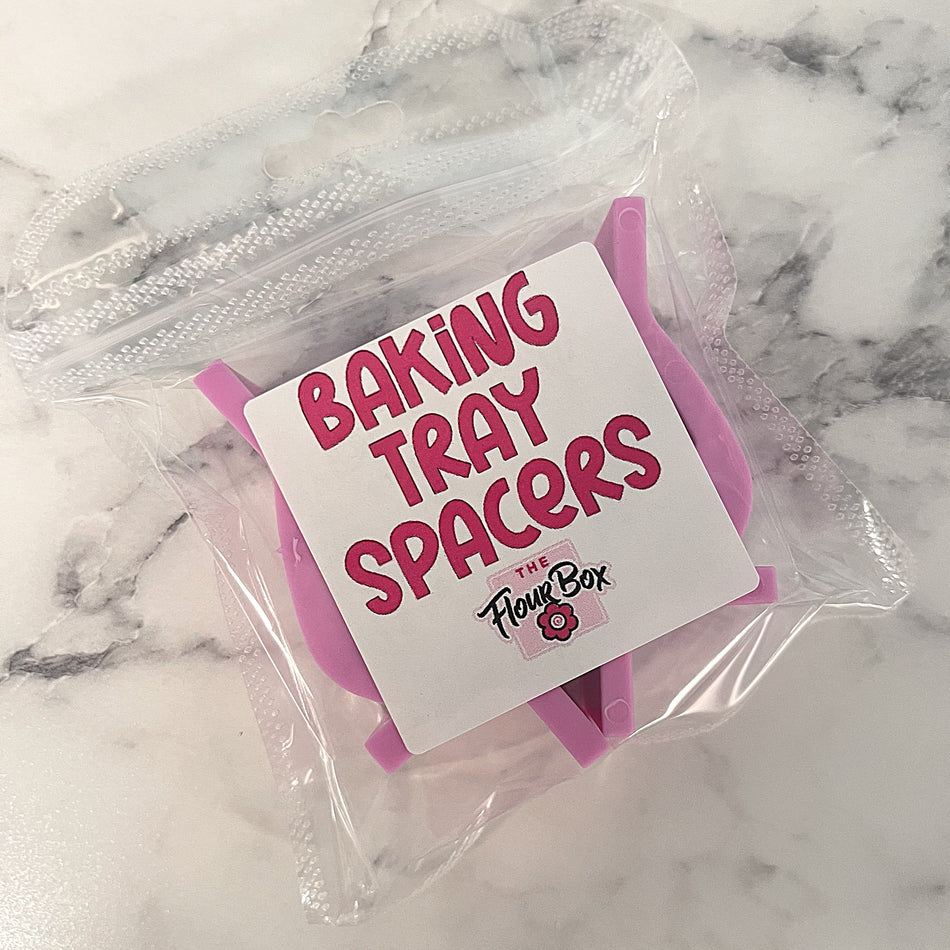 BAKiNG
TRAY
SPACeRS
THE
FlouR Box